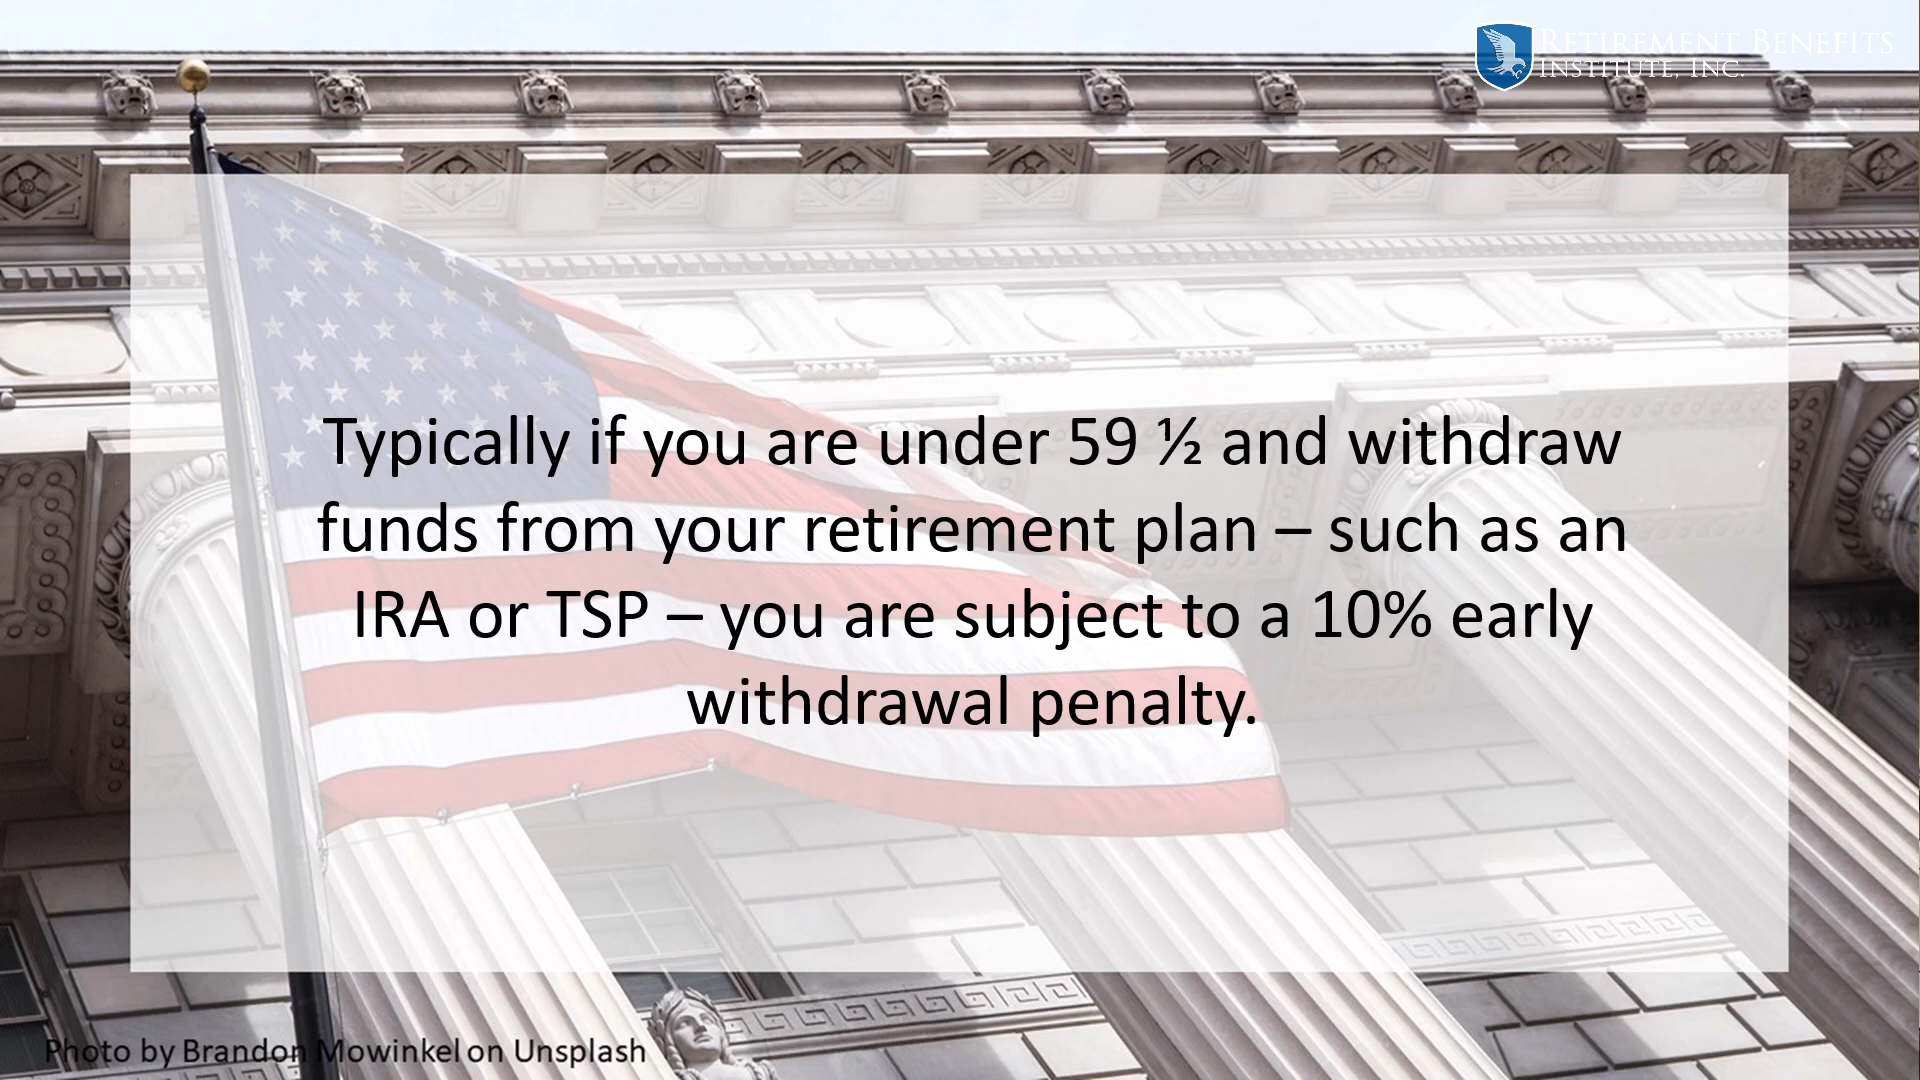 RETIREMENT BENEFITS
INSTITUTE, INC.
Typically if you are under 59 ½ and withdraw
funds from your retirement plan – such as an
IRA or TSP – you are subject to a 10% early
withdrawal penalty.
Photo by Brandon Mowinkel on Unsplash